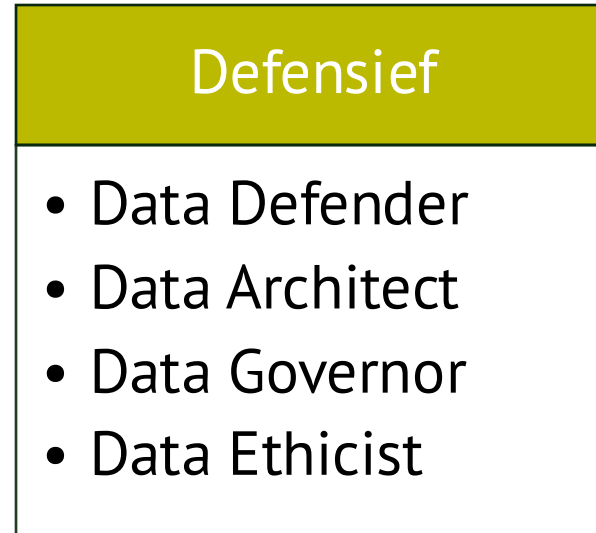 Defensief
• Data Defender
• Data Architect
• Data Governor
• Data Ethicist